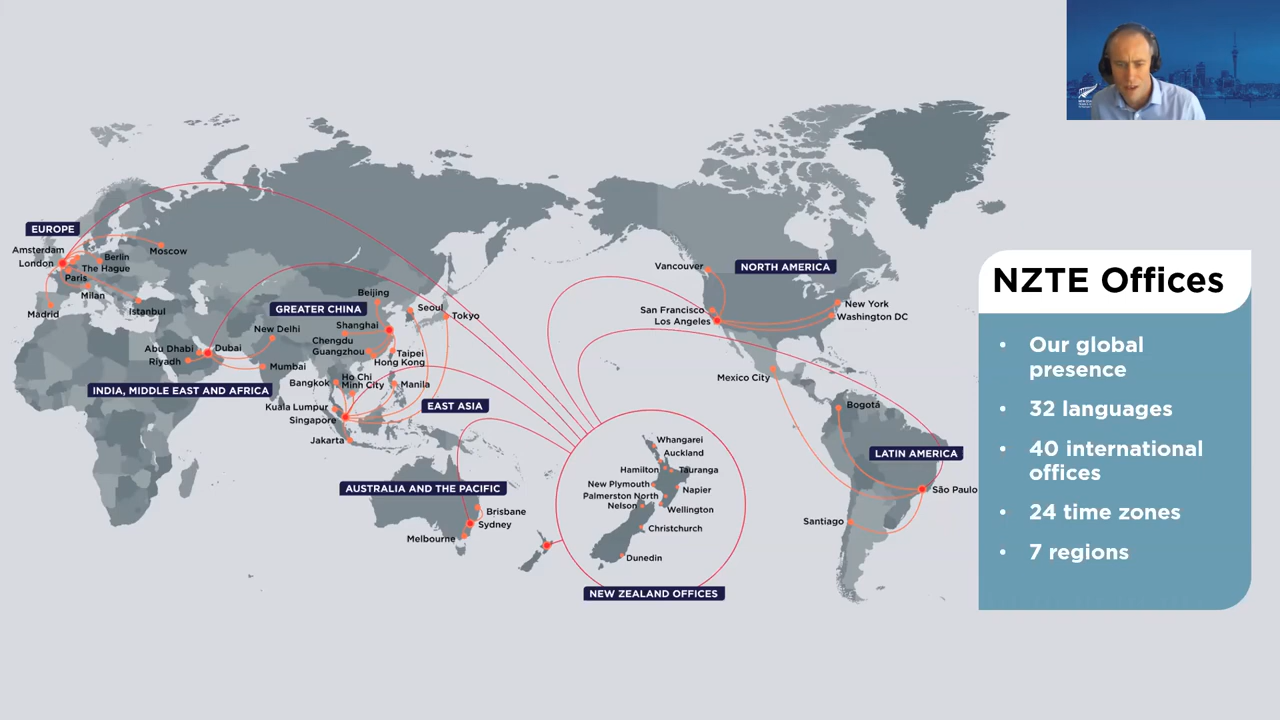 EUROPE
Amsterdam
London
Paris
Madrid
Milan
Berlin
The Hague
Istanbul
Moscow
GREATER CHINA
Beijing
Shanghai
Chengdu
Guangzhou
Taipei
Hong Kong
Seoul
Tokyo
New Delhi
Mumbai
Abu Dhabi
Dubai
Riyadh
INDIA, MIDDLE EAST AND AFRICA
Bangkok
Ho Chi
Minh City
Manila
Kuala Lumpur
Singapore
Jakarta
EAST ASIA
AUSTRALIA AND THE PACIFIC
Brisbane
Sydney
Melbourne
Whangarei
Auckland
Hamilton
Tauranga
New Plymouth
Napier
Palmerston North
Nelson
Wellington
Christchurch
Dunedin
NEW ZEALAND OFFICES
Vancouver
NORTH AMERICA
San Francisco
Los Angeles
New York
Washington DC
Mexico City
Bogotá
LATIN AMERICA
São Paulo
Santiago
NZTE Offices
• Our global
presence
• 32 languages
• 40 international
offices
• 24 time zones
• 7 regions